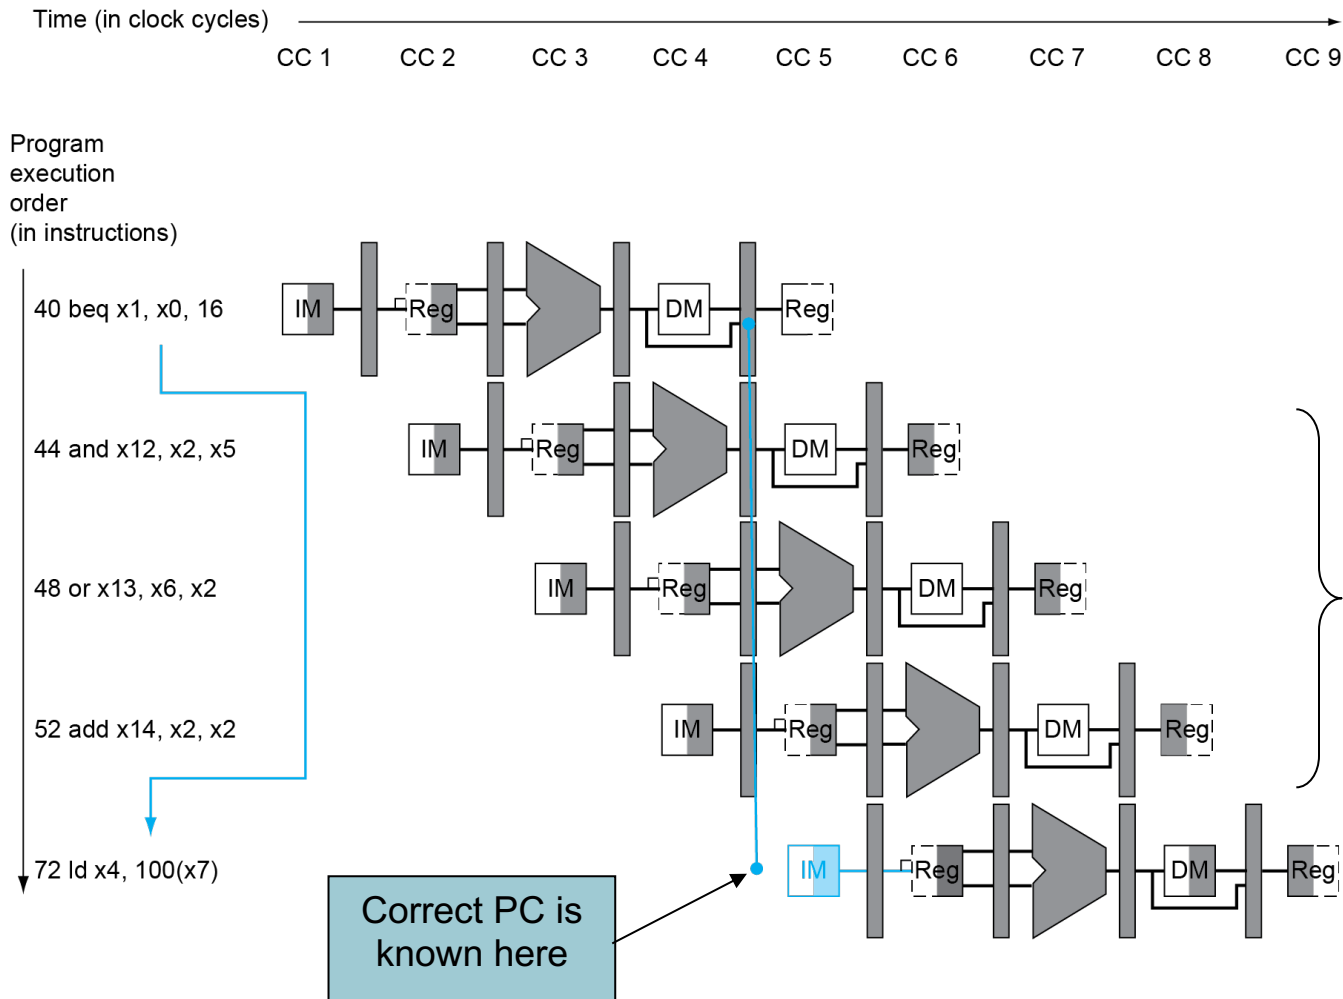 Time (in clock cycles)
CC 1 CC 2 CC 3 CC 4 CC 5 CC 6 CC 7 CC 8 CC 9
Program
execution
order
(in instructions)
40 beq x1, x0, 16
IM Reg DM Reg
44 and x12, x2, x5
IM Reg DM Reg
48 or x13, x6, x2
IM Reg DM Reg
52 add x14, x2, x2
IM Reg DM Reg
72 ld x4, 100(x7)
IM Reg DM Reg
Correct PC is
known here